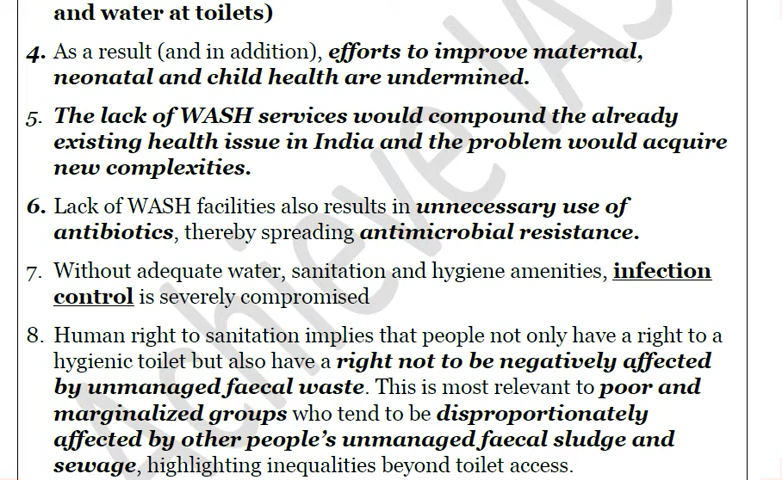 and water at toilets)
4. As a result (and in addition), efforts to improve maternal,
neonatal and child health are undermined.
5. The lack of WASH services would compound the already
existing health issue in India and the problem would acquire
new complexities.
6. Lack of WASH facilities also results in unnecessary use of
antibiotics, thereby spreading antimicrobial resistance.
7. Without adequate water, sanitation and hygiene amenities, infection
control is severely compromised
8. Human right to sanitation implies that people not only have a right to a
hygienic toilet but also have a right not to be negatively affected
by unmanaged faecal waste. This is most relevant to poor and
marginalized groups who tend to be disproportionately
affected by other people's unmanaged faecal sludge and
sewage, highlighting inequalities beyond toilet access.
Achieve IAS